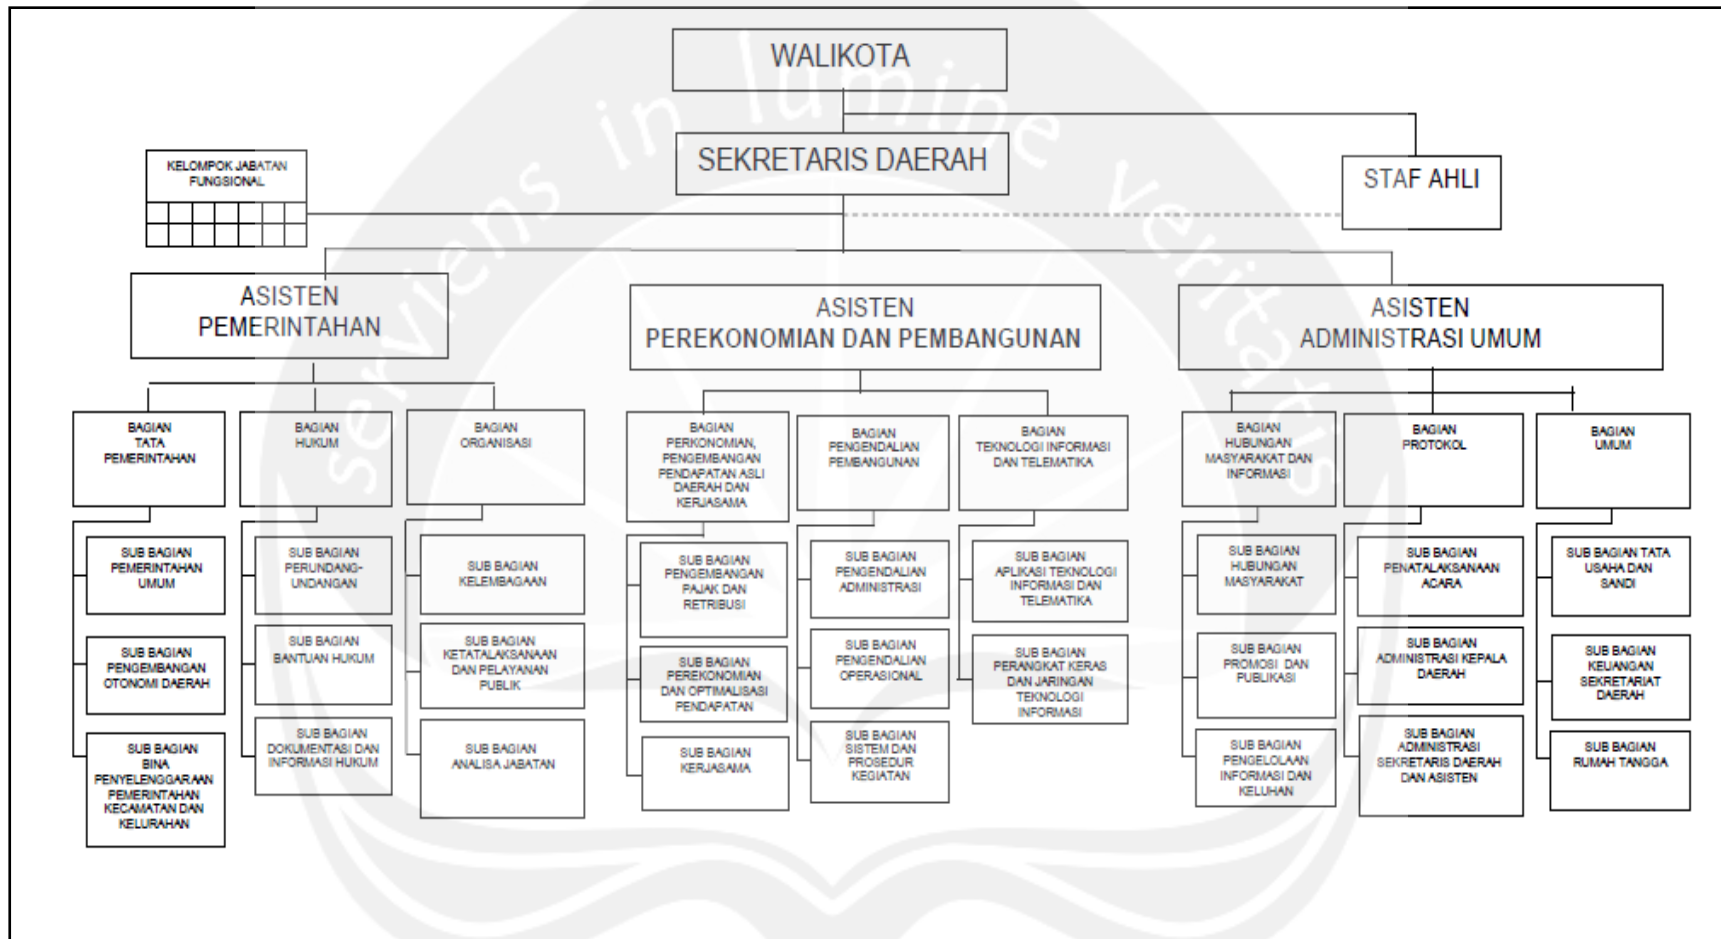 WALIKOTA
SEKRETARIS DAERAH
KELOMPOK JABATAN
FUNGSIONAL
STAF AHLI
ASISTEN
PEMERINTAHAN
ASISTEN
PEREKONOMIAN DAN PEMBANGUNAN
ASISTEN
ADMINISTRASI UMUM
BAGIAN
TATA
PEMERINTAHAN
BAGIAN
HUKUM
BAGIAN
ORGANISASI
BAGIAN
PERKONOMIAN,
PENGEMBANGAN
PENDAPATAN ASLI
DAERAH DAN
KERJASAMA
BAGIAN
PENGENDALIAN
PEMBANGUNAN
BAGIAN
TEKNOLOGI INFORMASI
DAN TELEMATIKA
BAGIAN
HUBUNGAN
MASYARAKAT DAN
INFORMASI
BAGIAN
PROTOKOL
BAGIAN
UMUM
SUB BAGIAN
PEMERINTAHAN
UMUM
SUB BAGIAN
PERUNDANG-
UNDANGAN
SUB BAGIAN
KELEMBAGAAN
SUB BAGIAN
PENGEMBANGAN
PAJAK DAN
RETRIBUSI
SUB BAGIAN
PENGENDALIAN
ADMINISTRASI
SUB BAGIAN
APLIKASI TEKNOLOGI
INFORMASI DAN
TELEMATIKA
SUB BAGIAN
HUBUNGAN
MASYARAKAT
SUB BAGIAN
PENATALAKSANAAN
ACARA
SUB BAGIAN TATA
USAHA DAN
SANDI
SUB BAGIAN
PENGEMBANGAN
OTONOMI DAERAH
SUB BAGIAN
BANTUAN HUKUM
SUB BAGIAN
KETATALAKSANAAN
DAN PELAYANAN
PUBLIK
SUB BAGIAN
PEREKONOMIAN
DAN OPTIMALISASI
PENDAPATAN
SUB BAGIAN
PENGENDALIAN
OPERASIONAL
SUB BAGIAN
PERANGKAT KERAS
DAN JARINGAN
TEKNOLOGI
INFORMASI
SUB BAGIAN
PROMOSI DAN
PUBLIKASI
SUB BAGIAN
ADMINISTRASI KEPALA
DAERAH
SUB BAGIAN
KEUANGAN
SEKRETARIAT
DAERAH
SUB BAGIAN
BINA
PENYELENGGARAAN
PEMERINTAHAN
KECAMATAN DAN
KELURAHAN
SUB BAGIAN
DOKUMENTASI DAN
INFORMASI HUKUM
SUB BAGIAN
ANALISA JABATAN
SUB BAGIAN
KERJASAMA
SUB BAGIAN
SISTEM DAN
PROSEDUR
KEGIATAN
SUB BAGIAN
PENGELOLAAN
INFORMASI DAN
KELUHAN
SUB BAGIAN
ADMINISTRASI
SEKRETARIS DAERAH
DAN ASISTEN
SUB BAGIAN
RUMAH TANGGA
serviens in lumine veritatis